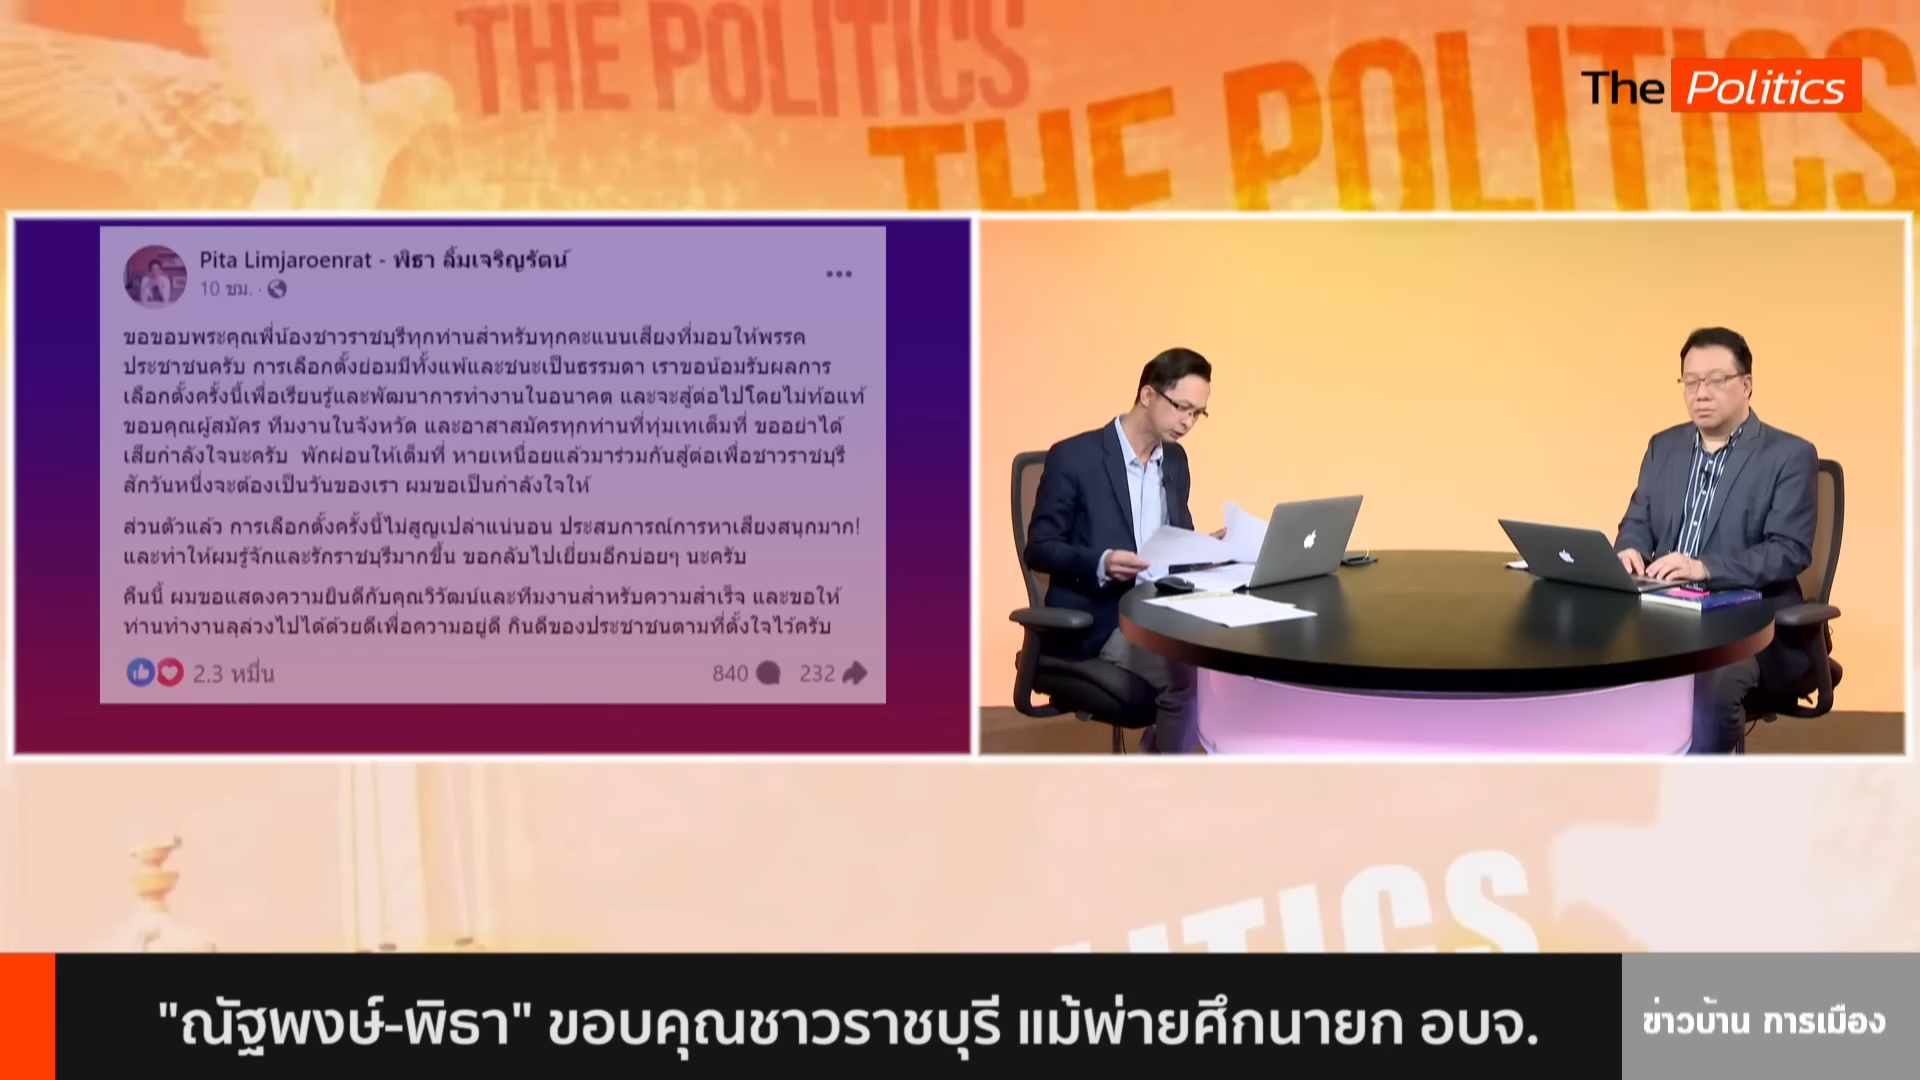 THE POLITICS
THE POLITICS
The Politics
Pita Limjaroenrat - พิธา ลิ้มเจริญรัตน์
10 ชม. ·
ขอขอบพระคุณพี่น้องชาวราชบุรีทุกท่านสำหรับทุกคะแนนเสียงที่มอบให้พรรค
ประชาชนครับ การเลือกตั้งย่อมมีทั้งแพ้และชนะเป็นธรรมดา เราขอน้อมรับผลการ
เลือกตั้งครั้งนี้เพื่อเรียนรู้และพัฒนาการทำงานในอนาคต และจะสู้ต่อไปโดยไม่ท้อแท้
ขอบคุณผู้สมัคร ทีมงานในจังหวัด และอาสาสมัครทุกท่านที่ทุ่มเทเต็มที่ ขออย่าได้
เสียกำลังใจนะครับ พักผ่อนให้เต็มที่ หายเหนื่อยแล้วมาร่วมกันสู้ต่อเพื่อชาวราชบุรี
สักวันหนึ่งจะต้องเป็นวันของเรา ผมขอเป็นกำลังใจให้
ส่วนตัวแล้ว การเลือกตั้งครั้งนี้ไม่สูญเปล่าแน่นอน ประสบการณ์การหาเสียงสนุกมาก!
และทำให้ผมรู้จักและรักราชบุรีมากขึ้น ขอกลับไปเยี่ยมอีกบ่อยๆ นะครับ
คืนนี้ ผมขอแสดงความยินดีกับคุณวิวัฒน์และทีมงานสำหรับความสำเร็จ และขอให้
ท่านทำงานลุล่วงไปได้ด้วยดีเพื่อความอยู่ดี กินดีของประชาชนตามที่ตั้งใจไว้ครับ
2.3 หมื่น 840 232
ITICS
"ณัฐพงษ์-พิธา" ขอบคุณชาวราชบุรี แม้พ่ายศึกนายก อบจ.
ข่าวบ้าน การเมือง